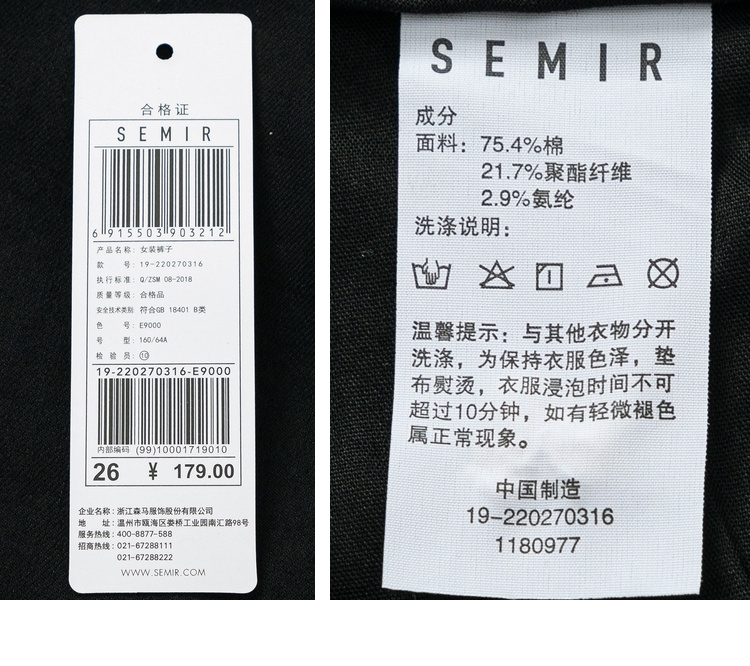 合格证
SEMIR
6 915503 903212
产品名称: 女装裤子
款 号: 19-220270316
执行标准: Q/ZSM 08-2018
质量等级: 合格品
安全技术类别: 符合GB 18401 B类
色 号: E9000
号 型: 160/64A
检 验 员: ⑩
19-220270316-E9000
内部编码 (99)10001719010
26 ¥ 179.00
企业名称: 浙江森马服饰股份有限公司
地 址: 温州市瓯海区娄桥工业园南汇路98号
服务热线: 400-8877-588
招商热线: 021-67288111
021-67288222
WWW.SEMIR.COM
SEMIR
成分
面料: 75.4%棉
21.7%聚酯纤维
2.9%氨纶
洗涤说明:
温馨提示: 与其他衣物分开
洗涤, 为保持衣服色泽, 垫
布熨烫, 衣服浸泡时间不可
超过10分钟, 如有轻微褪色
属正常现象。
中国制造
19-220270316
1180977